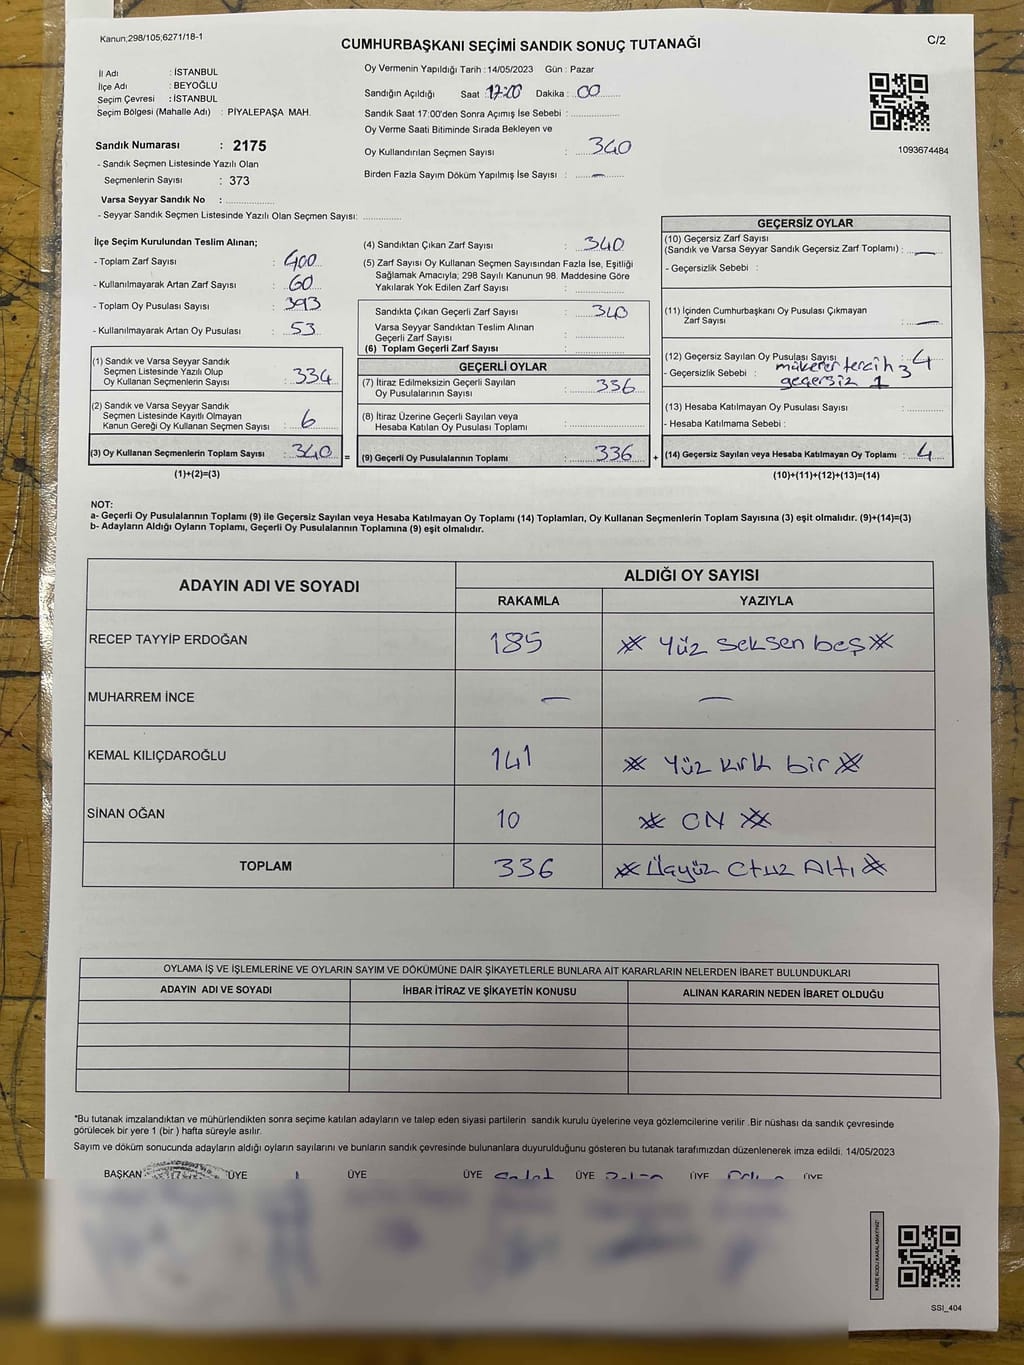 Kanun;298/105;6271/18-1
CUMHURBAŞKANI SEÇİMİ SANDIK SONUÇ TUTANAĞI
C/2
İl Adı : İSTANBUL
İlçe Adı : BEYOĞLU
Seçim Çevresi : İSTANBUL
Seçim Bölgesi (Mahalle Adı) : PİYALEPAŞA MAH.
Sandık Numarası : 2175
- Sandık Seçmen Listesinde Yazılı Olan
Seçmenlerin Sayısı : 373
Varsa Seyyar Sandık No :
- Seyyar Sandık Seçmen Listesinde Yazılı Olan Seçmen Sayısı:
Oy Vermenin Yapıldığı Tarih : 14/05/2023 Gün : Pazar
Sandığın Açıldığı Saat : 17:00 Dakika : 00
Sandık Saat 17:00'den Sonra Açımış İse Sebebi :
Oy Verme Saati Bitiminde Sırada Bekleyen ve
Oy Kullandırılan Seçmen Sayısı : 340
Birden Fazla Sayım Döküm Yapılmış İse Sayısı : —
1093674484
İlçe Seçim Kurulundan Teslim Alınan;
- Toplam Zarf Sayısı : 400
- Kullanılmayarak Artan Zarf Sayısı : 60
- Toplam Oy Pusulası Sayısı : 393
- Kullanılmayarak Artan Oy Pusulası : 53
(1) Sandık ve Varsa Seyyar Sandık
Seçmen Listesinde Yazılı Olup
Oy Kullanan Seçmenlerin Sayısı : 334
(2) Sandık ve Varsa Seyyar Sandık
Seçmen Listesinde Kayıtlı Olmayan
Kanun Gereği Oy Kullanan Seçmen Sayısı : 6
(3) Oy Kullanan Seçmenlerin Toplam Sayısı : 340 =
(1)+(2)=(3)
(4) Sandıktan Çıkan Zarf Sayısı : 340
(5) Zarf Sayısı Oy Kullanan Seçmen Sayısından Fazla İse, Eşitliği
Sağlamak Amacıyla; 298 Sayılı Kanunun 98. Maddesine Göre
Yakılarak Yok Edilen Zarf Sayısı :
Sandıkta Çıkan Geçerli Zarf Sayısı : 340
Varsa Seyyar Sandıktan Teslim Alınan
Geçerli Zarf Sayısı :
(6) Toplam Geçerli Zarf Sayısı :
GEÇERLİ OYLAR
(7) İtiraz Edilmeksizin Geçerli Sayılan
Oy Pusulalarının Sayısı : 336
(8) İtiraz Üzerine Geçerli Sayılan veya
Hesaba Katılan Oy Pusulası Toplamı :
(9) Geçerli Oy Pusulalarının Toplamı : 336 +
GEÇERSİZ OYLAR
(10) Geçersiz Zarf Sayısı
(Sandık ve Varsa Seyyar Sandık Geçersiz Zarf Toplamı) : —
- Geçersizlik Sebebi :
(11) İçinden Cumhurbaşkanı Oy Pusulası Çıkmayan
Zarf Sayısı : —
(12) Geçersiz Sayılan Oy Pusulası Sayısı : 4
- Geçersizlik Sebebi : mükerer tercih 3
geçersiz 1
(13) Hesaba Katılmayan Oy Pusulası Sayısı :
- Hesaba Katılmama Sebebi :
(14) Geçersiz Sayılan veya Hesaba Katılmayan Oy Toplamı : 4
(10)+(11)+(12)+(13)=(14)
NOT:
a- Geçerli Oy Pusulalarının Toplamı (9) ile Geçersiz Sayılan veya Hesaba Katılmayan Oy Toplamı (14) Toplamları, Oy Kullanan Seçmenlerin Toplam Sayısına (3) eşit olmalıdır. (9)+(14)=(3)
b- Adayların Aldığı Oyların Toplamı, Geçerli Oy Pusulalarının Toplamına (9) eşit olmalıdır.
ADAYIN ADI VE SOYADI
ALDIĞI OY SAYISI
RAKAMLA YAZIYLA
RECEP TAYYİP ERDOĞAN 185 Yüz seksen beş
MUHARREM İNCE — —
KEMAL KILIÇDAROĞLU 141 Yüz kırk bir
SİNAN OĞAN 10 ON
TOPLAM 336 Üçyüz Otuz Altı
OYLAMA İŞ VE İŞLEMLERİNE VE OYLARIN SAYIM VE DÖKÜMÜNE DAİR ŞİKAYETLERLE BUNLARA AİT KARARLARIN NELERDEN İBARET BULUNDUKLARI
ADAYIN ADI VE SOYADI İHBAR İTİRAZ VE ŞİKAYETİN KONUSU ALINAN KARARIN NEDEN İBARET OLDUĞU
*Bu tutanak imzalandıktan ve mühürlendikten sonra seçime katılan adayların ve talep eden siyasi partilerin sandık kurulu üyelerine veya gözlemcilerine verilir .Bir nüshası da sandık çevresinde
görülecek bir yere 1 (bir ) hafta süreyle asılır.
Sayım ve döküm sonucunda adayların aldığı oyların sayılarını ve bunların sandık çevresinde bulunanlara duyurulduğunu gösteren bu tutanak tarafımızdan düzenlenerek imza edildi. 14/05/2023
BAŞKAN ÜYE ÜYE ÜYE ÜYE ÜYE ÜYE
KARE KODU KARALAMAYINIZ!
SSI_404